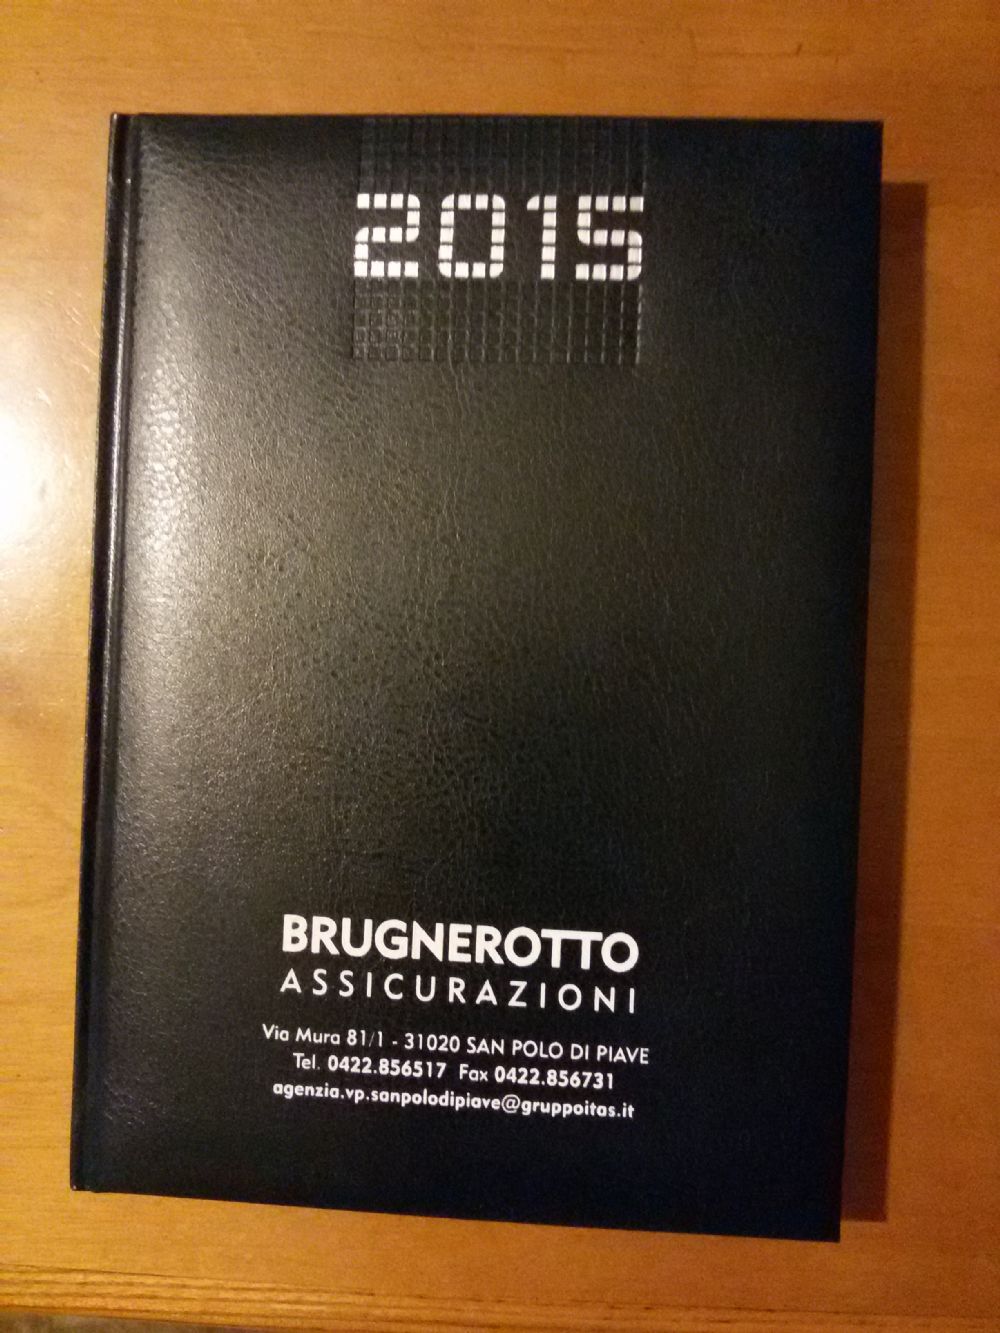 2015
BRUGNEROTTO
ASSICURAZIONI
Via Mura 81/1 - 31020 SAN POLO DI PIAVE
Tel. 0422.856517 Fax 0422.856731
agenzia.vp.sanpolodipiave@gruppoitas.it